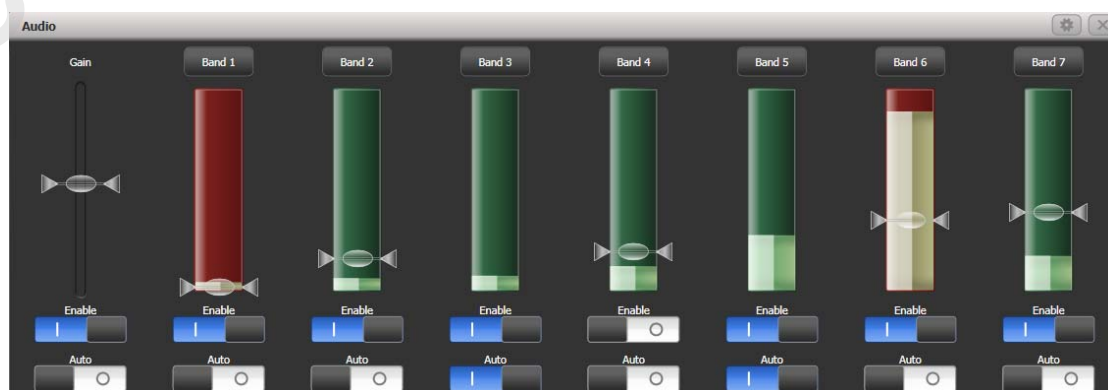 Audio
Gain Band 1 Band 2 Band 3 Band 4 Band 5 Band 6 Band 7
Enable Enable Enable Enable Enable Enable Enable Enable
Auto Auto Auto Auto Auto Auto Auto Auto